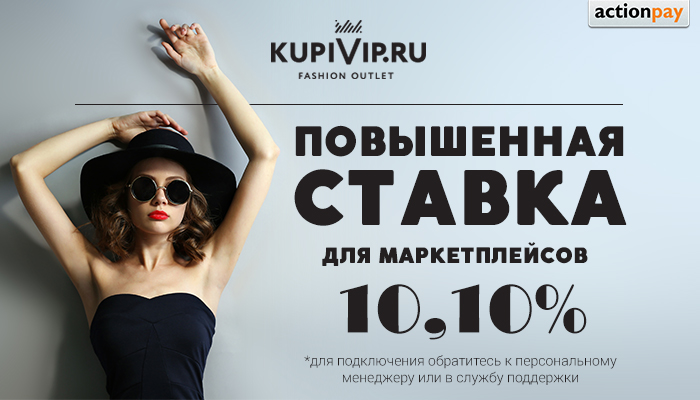 actionpay
KUPIVIP.RU
FASHION OUTLET
ПОВЫШЕННАЯ
СТАВКА
ДЛЯ МАРКЕТПЛЕЙСОВ
10,10%
*для подключения обратитесь к персональному
менеджеру или в службу поддержки